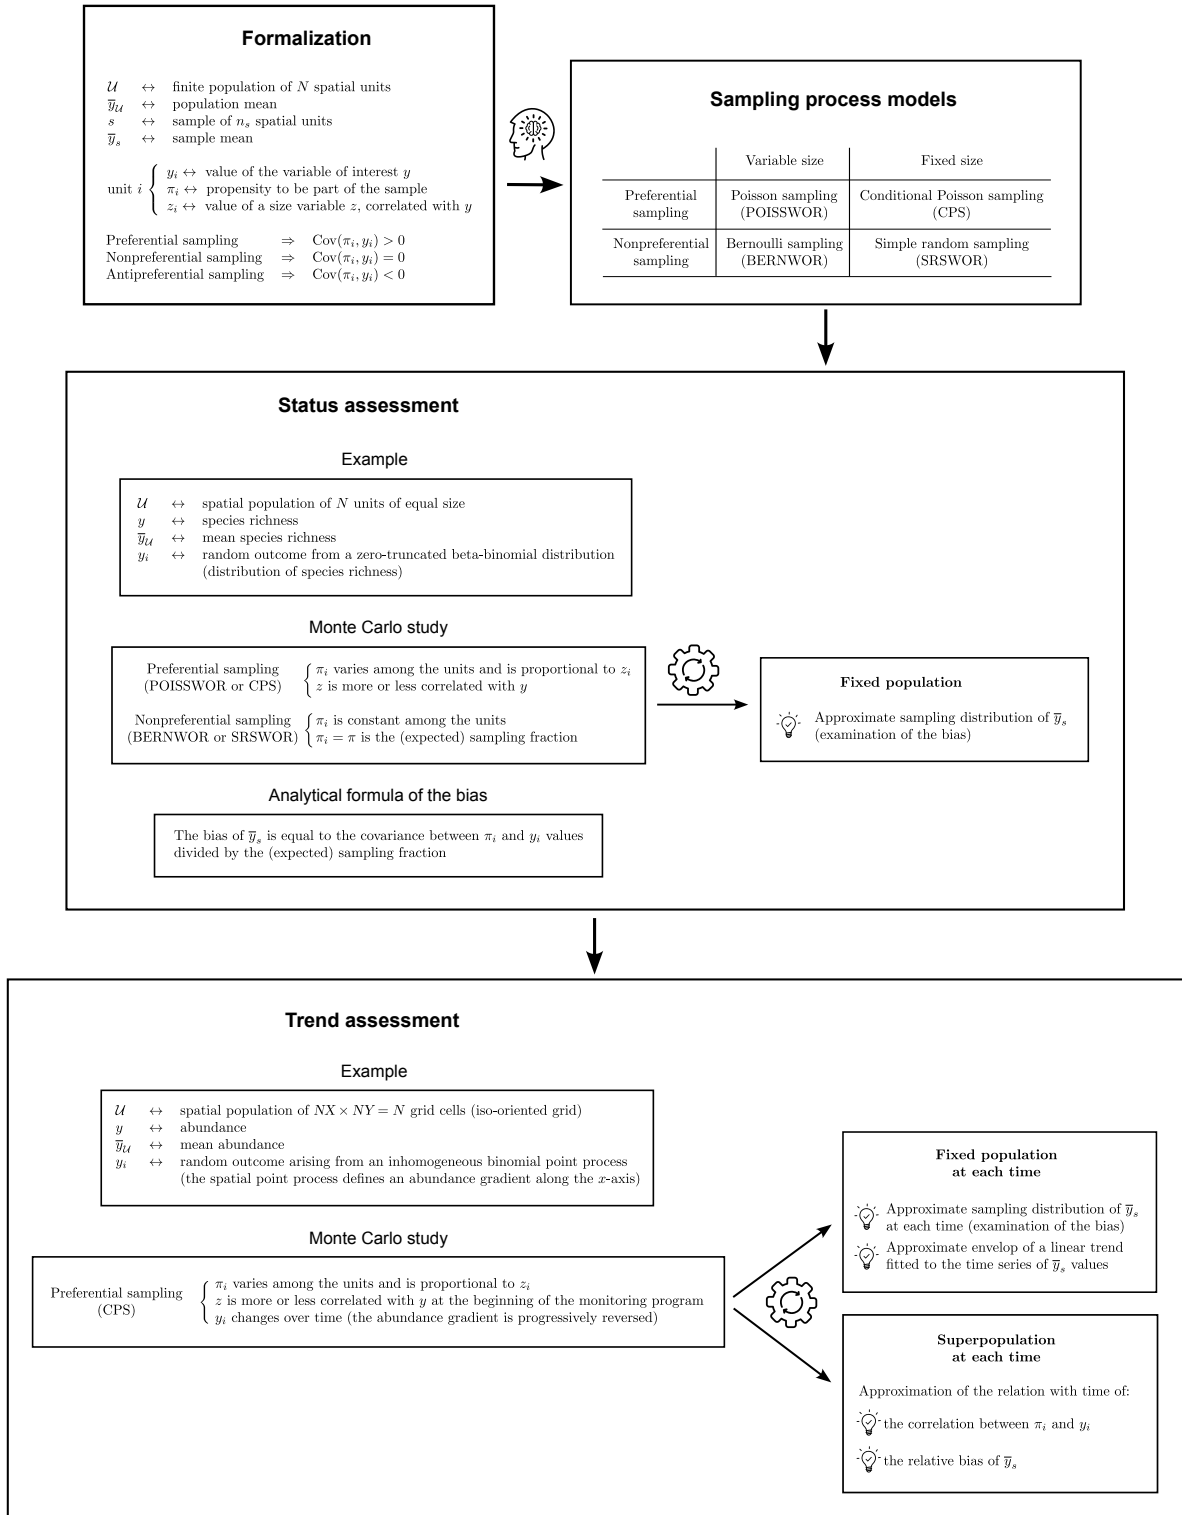 Formalization
𝒰 ↔ finite population of N spatial units
y̅_𝒰 ↔ population mean
s ↔ sample of n_s spatial units
y̅_s ↔ sample mean
unit i { y_i ↔ value of the variable of interest y
π_i ↔ propensity to be part of the sample
z_i ↔ value of a size variable z, correlated with y
Preferential sampling ⇒ Cov(π_i, y_i) > 0
Nonpreferential sampling ⇒ Cov(π_i, y_i) = 0
Antipreferential sampling ⇒ Cov(π_i, y_i) < 0
Sampling process models
Variable size Fixed size
Preferential sampling Poisson sampling (POISSWOR) Conditional Poisson sampling (CPS)
Nonpreferential sampling Bernoulli sampling (BERNWOR) Simple random sampling (SRSWOR)
Status assessment
Example
𝒰 ↔ spatial population of N units of equal size
y ↔ species richness
y̅_𝒰 ↔ mean species richness
y_i ↔ random outcome from a zero-truncated beta-binomial distribution
(distribution of species richness)
Monte Carlo study
Preferential sampling (POISSWOR or CPS) { π_i varies among the units and is proportional to z_i
z is more or less correlated with y
Nonpreferential sampling (BERNWOR or SRSWOR) { π_i is constant among the units
π_i = π is the (expected) sampling fraction
Fixed population
Approximate sampling distribution of y̅_s
(examination of the bias)
Analytical formula of the bias
The bias of y̅_s is equal to the covariance between π_i and y_i values
divided by the (expected) sampling fraction
Trend assessment
Example
𝒰 ↔ spatial population of NX × NY = N grid cells (iso-oriented grid)
y ↔ abundance
y̅_𝒰 ↔ mean abundance
y_i ↔ random outcome arising from an inhomogeneous binomial point process
(the spatial point process defines an abundance gradient along the x-axis)
Monte Carlo study
Preferential sampling (CPS) { π_i varies among the units and is proportional to z_i
z is more or less correlated with y at the beginning of the monitoring program
y_i changes over time (the abundance gradient is progressively reversed)
Fixed population
at each time
Approximate sampling distribution of y̅_s
at each time (examination of the bias)
Approximate envelop of a linear trend
fitted to the time series of y̅_s values
Superpopulation
at each time
Approximation of the relation with time of:
the correlation between π_i and y_i
the relative bias of y̅_s